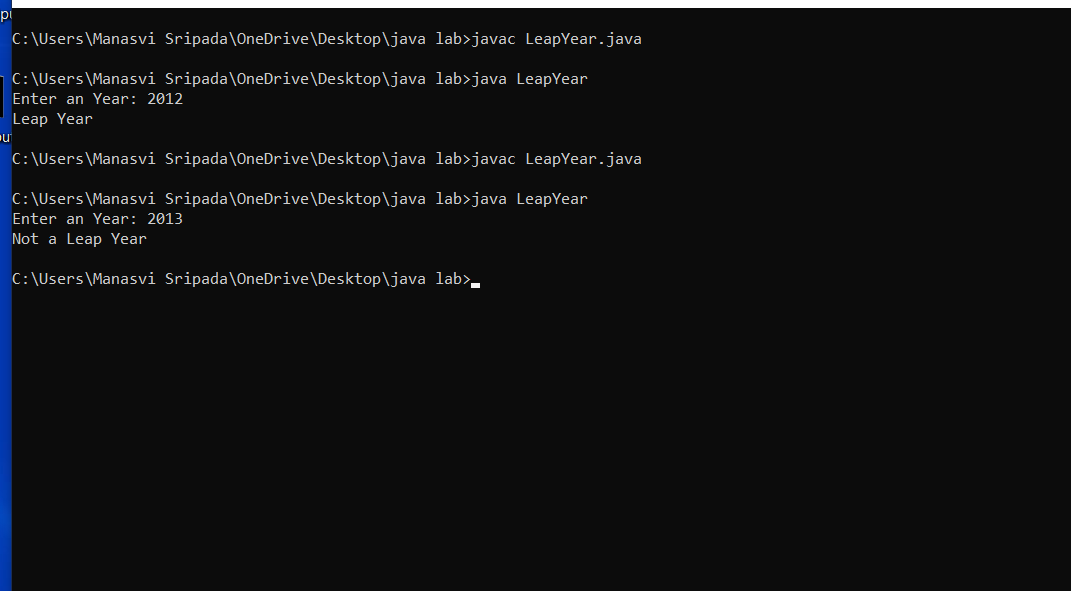 C:\Users\Manasvi Sripada\OneDrive\Desktop\java lab>javac LeapYear.java
C:\Users\Manasvi Sripada\OneDrive\Desktop\java lab>java LeapYear
Enter an Year: 2012
Leap Year
C:\Users\Manasvi Sripada\OneDrive\Desktop\java lab>javac LeapYear.java
C:\Users\Manasvi Sripada\OneDrive\Desktop\java lab>java LeapYear
Enter an Year: 2013
Not a Leap Year
C:\Users\Manasvi Sripada\OneDrive\Desktop\java lab>